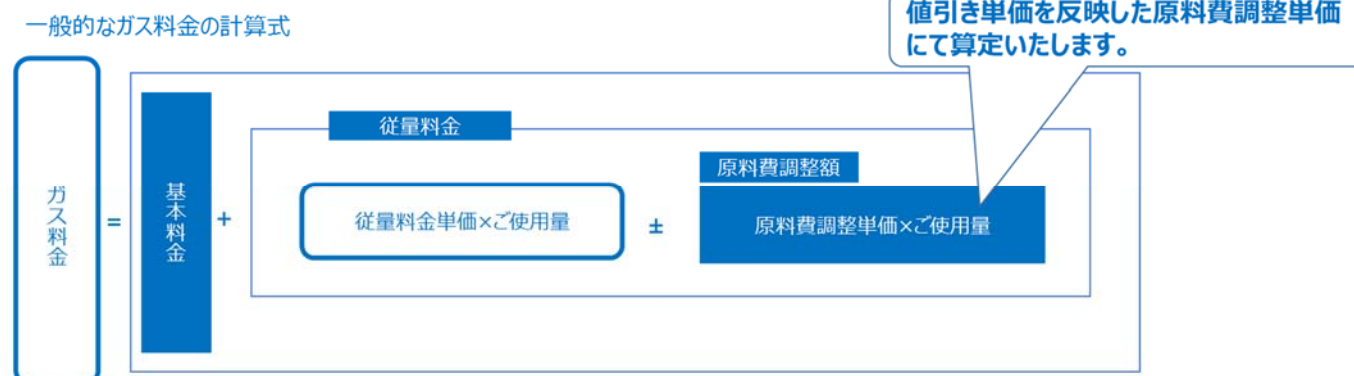 値引き単価を反映した原料費調整単価
にて算定いたします。
一般的なガス料金の計算式
従量料金
原料費調整額
ガス料金
=
基本料金
+
従量料金単価×ご使用量
±
原料費調整単価×ご使用量